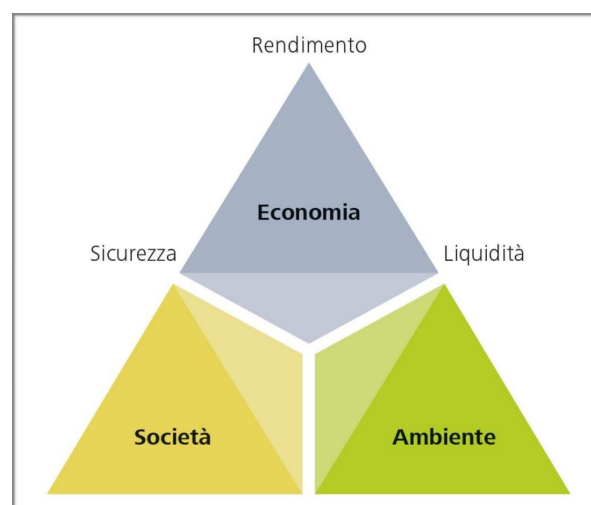 Rendimento
Economia
Sicurezza
Liquidità
Società
Ambiente